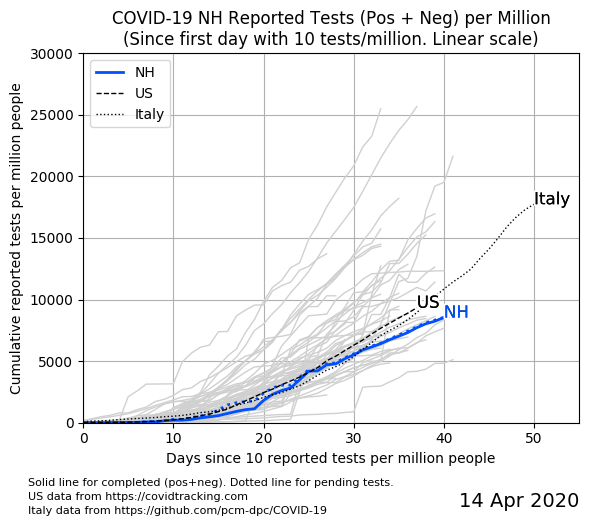 COVID-19 NH Reported Tests (Pos + Neg) per Million
(Since first day with 10 tests/million. Linear scale)
Cumulative reported tests per million people
30000
25000
20000
15000
10000
5000
0
NH
US
Italy
Italy
US
NH
0 10 20 30 40 50
Days since 10 reported tests per million people
Solid line for completed (pos+neg). Dotted line for pending tests.
US data from https://covidtracking.com
Italy data from https://github.com/pcm-dpc/COVID-19
14 Apr 2020